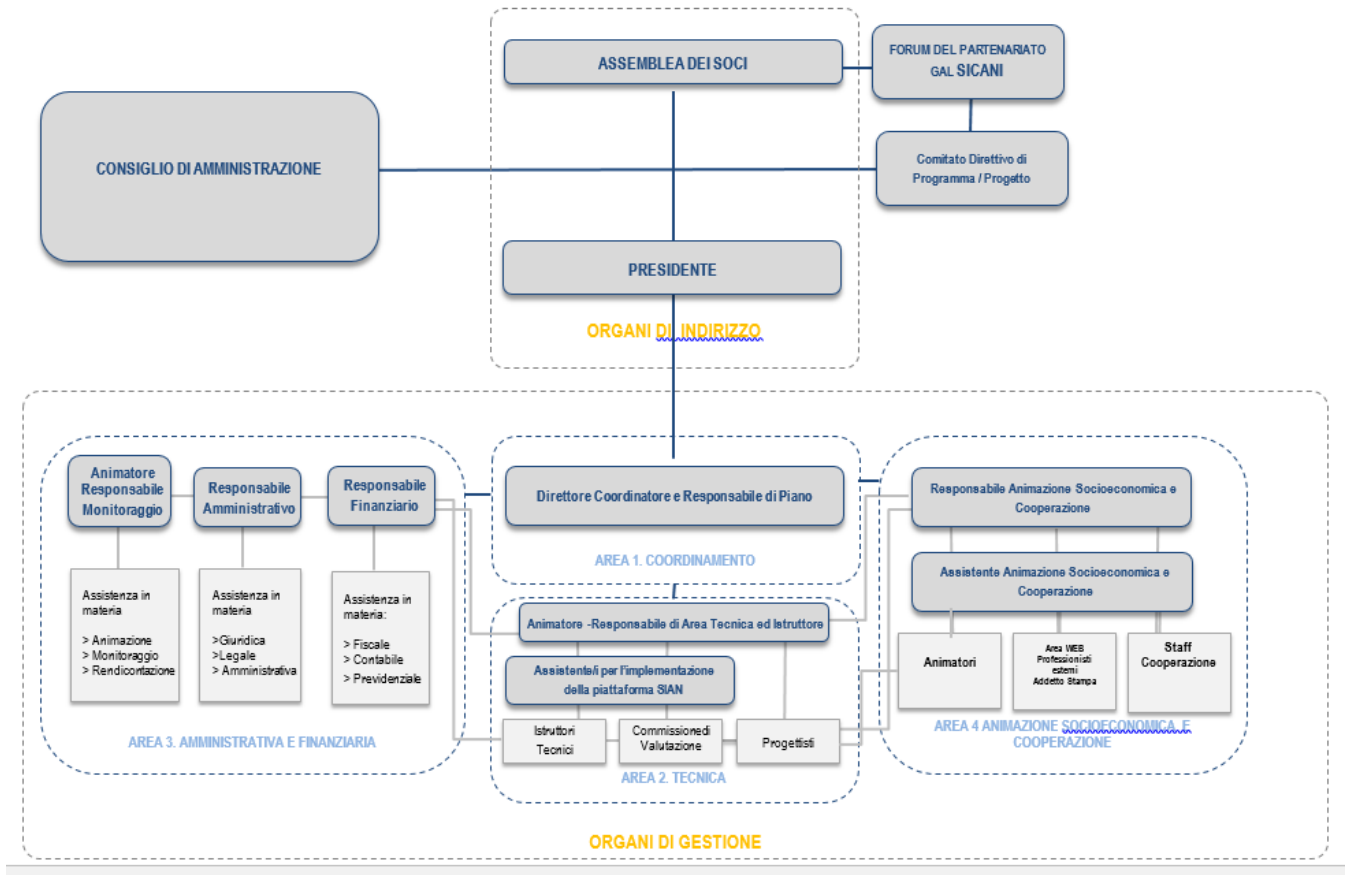 ASSEMBLEA DEI SOCI
FORUM DEL PARTENARIATO
GAL SICANI
CONSIGLIO DI AMMINISTRAZIONE
Comitato Direttivo di
Programma / Progetto
PRESIDENTE
ORGANI DI INDIRIZZO
Animatore
Responsabile
Monitoraggio
Responsabile
Amministrativo
Responsabile
Finanziario
Assistenza in
materia
> Animazione
> Monitoraggio
> Rendicontazione
Assistenza in
materia
>Giuridica
>Legale
> Amministrativa
Assistenza in
materia:
> Fiscale
> Contabile
> Previdenziale
AREA 3. AMMINISTRATIVA E FINANZIARIA
Direttore Coordinatore e Responsabile di Piano
AREA 1. COORDINAMENTO
Animatore -Responsabile di Area Tecnica ed Istruttore
Assistente/i per l'implementazione
della piattaforma SIAN
Istruttori
Tecnici
Commissionedi
Valutazione
Progettisti
AREA 2. TECNICA
Responsabile Animazione Socioeconomica e
Cooperazione
Assistente Animazione Socioeconomica e
Cooperazione
Animatori
Area WEB
Professionisti
esterni
Addetto Stampa
Staff
Cooperazione
AREA 4 ANIMAZIONE SOCIOECONOMICA E
COOPERAZIONE
ORGANI DI GESTIONE